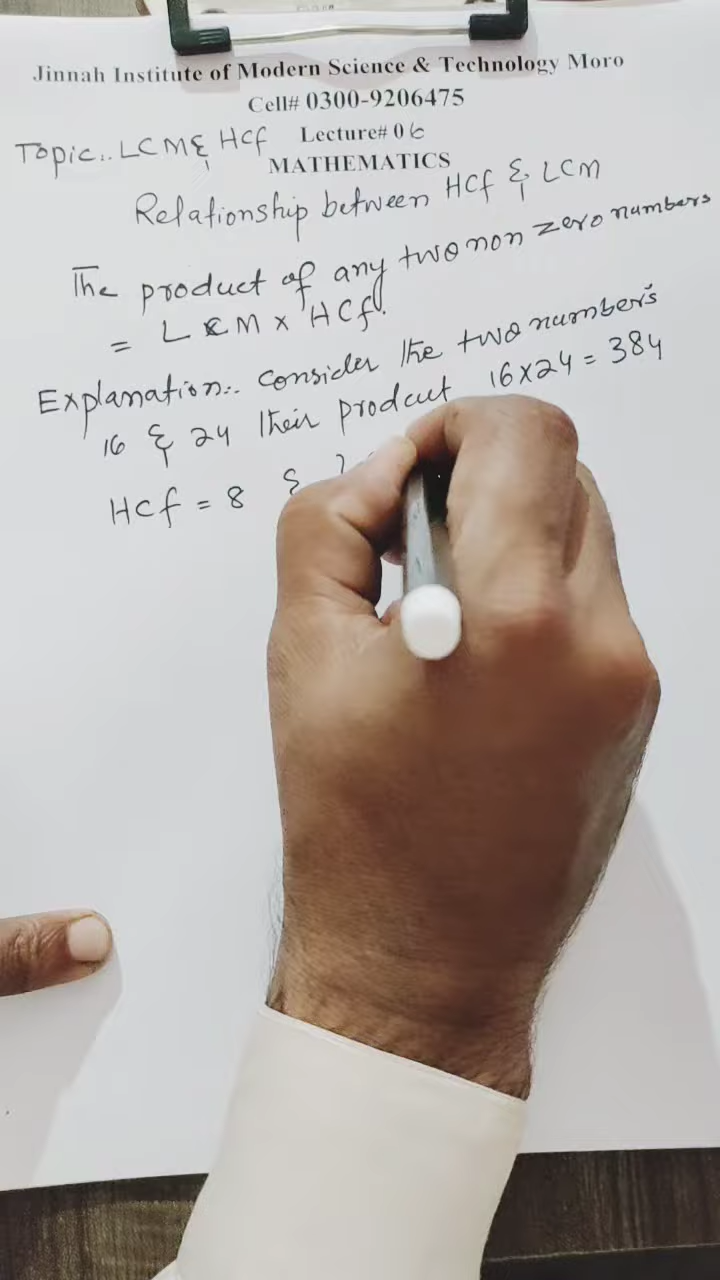 Jinnah Institute of Modern Science & Technology Moro
Cell# 0300-9206475
Topic:. LCM & HCf Lecture# 06
MATHEMATICS
Relationship between HCf & LCM
The product of any two non zero numbers
= LCM x HCf.
Explanation:. Consider the two number's
16 & 24 their product 16x24 = 384
HCf = 8 &